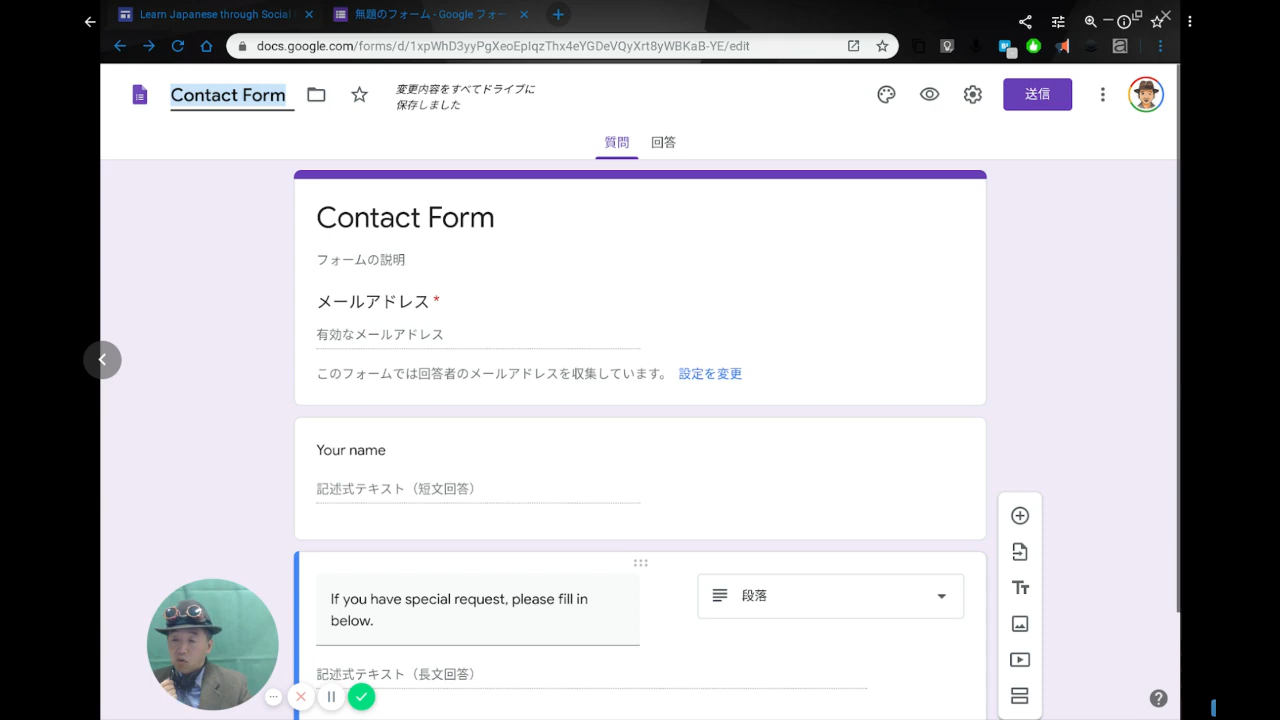 Learn Japanese through Social
無題のフォーム - Google フォー
docs.google.com/forms/d/1xpWhD3yyPgXeoEpIqzThx4eYGDeVQyXrt8yWBKaB-YE/edit
Contact Form
変更内容をすべてドライブに
保存しました
送信
質問
回答
Contact Form
フォームの説明
メールアドレス *
有効なメールアドレス
このフォームでは回答者のメールアドレスを収集しています。 設定を変更
Your name
記述式テキスト（短文回答）
If you have special request, please fill in
below.
段落
記述式テキスト（長文回答）